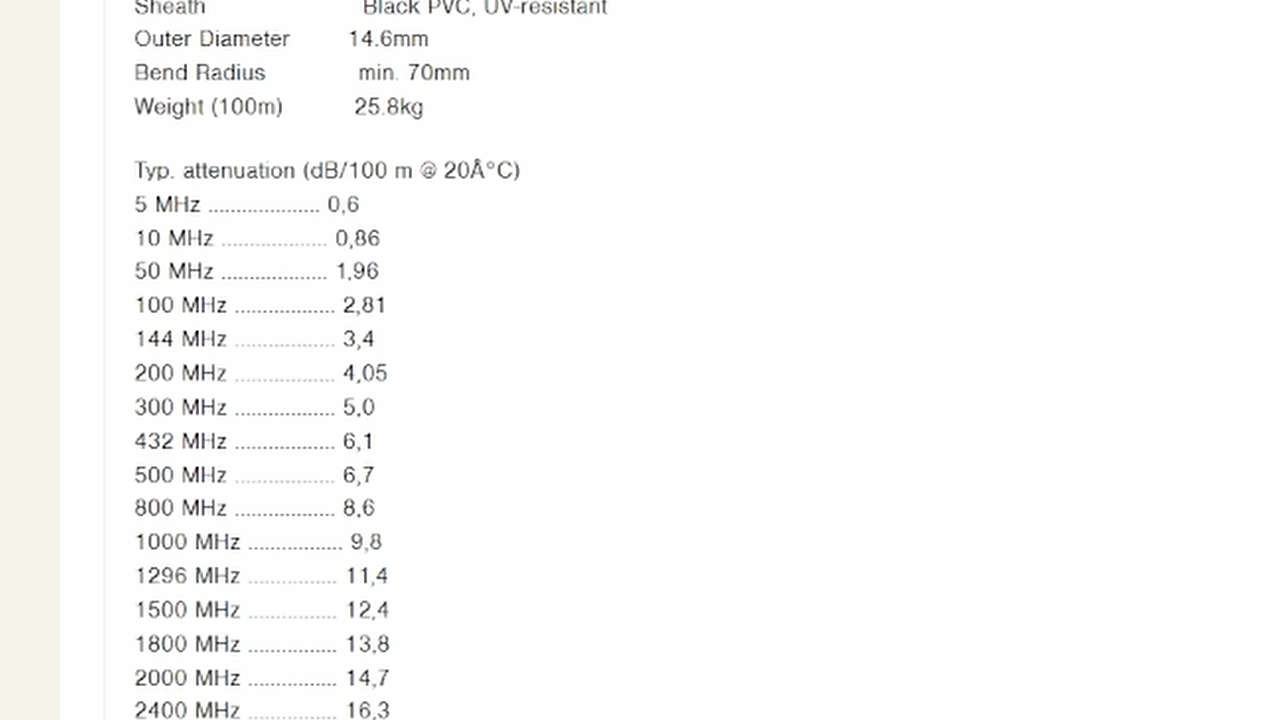 Sheath Black PVC, UV-resistant
Outer Diameter 14.6mm
Bend Radius min. 70mm
Weight (100m) 25.8kg
Typ. attenuation (dB/100 m @ 20Â°C)
5 MHz .................... 0,6
10 MHz ................... 0,86
50 MHz ................... 1,96
100 MHz .................. 2,81
144 MHz .................. 3,4
200 MHz .................. 4,05
300 MHz .................. 5,0
432 MHz .................. 6,1
500 MHz .................. 6,7
800 MHz .................. 8,6
1000 MHz ................. 9,8
1296 MHz ................ 11,4
1500 MHz ................ 12,4
1800 MHz ................ 13,8
2000 MHz ................ 14,7
2400 MHz ................ 16,3